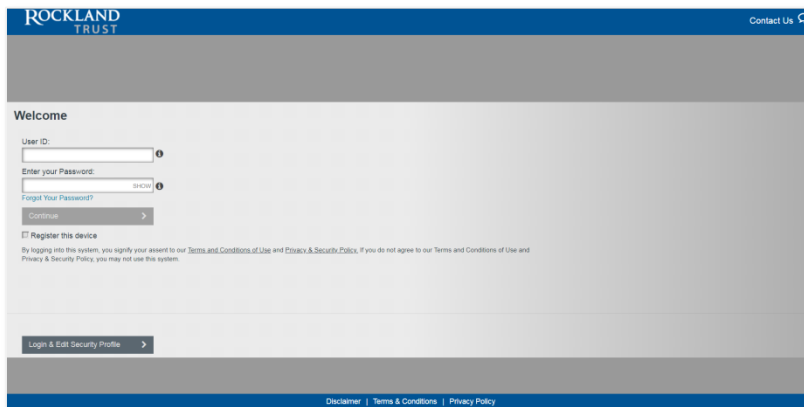 ROCKLAND
TRUST
Contact Us
Welcome
User ID:
Enter your Password:
SHOW
Forgot Your Password?
Continue
Register this device
By logging into this system, you signify your assent to our Terms and Conditions of Use and Privacy & Security Policy. If you do not agree to our Terms and Conditions of Use and
Privacy & Security Policy, you may not use this system.
Login & Edit Security Profile
Disclaimer | Terms & Conditions | Privacy Policy